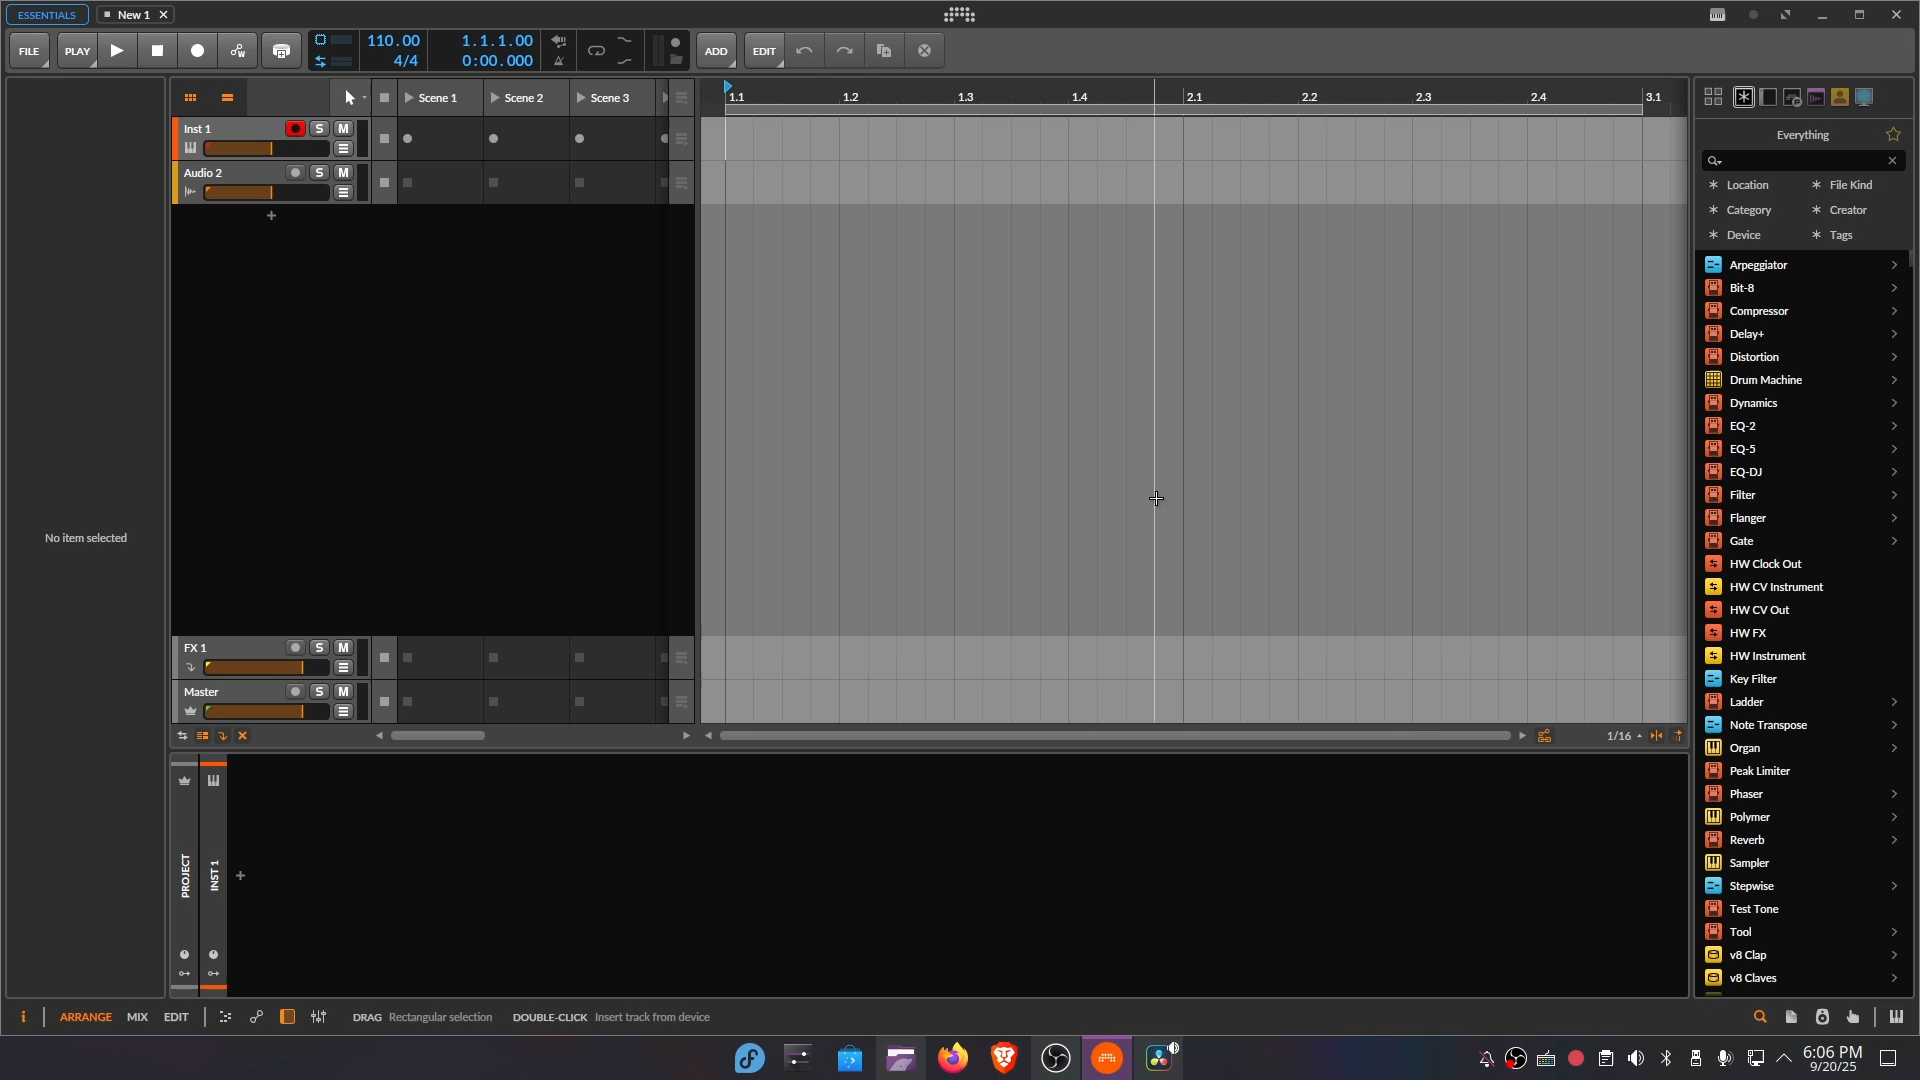 ESSENTIALS
New 1
FILE
PLAY
110.00
4/4
1.1.1.00
0:00.000
ADD
EDIT
Scene 1
Scene 2
Scene 3
1.1
1.2
1.3
1.4
2.1
2.2
2.3
2.4
3.1
Inst 1
S
M
Audio 2
S
M
+
No item selected
FX 1
S
M
Master
S
M
1/16
PROJECT
INST 1
+
Everything
Location
File Kind
Category
Creator
Device
Tags
Arpeggiator
Bit-8
Compressor
Delay+
Distortion
Drum Machine
Dynamics
EQ-2
EQ-5
EQ-DJ
Filter
Flanger
Gate
HW Clock Out
HW CV Instrument
HW CV Out
HW FX
HW Instrument
Key Filter
Ladder
Note Transpose
Organ
Peak Limiter
Phaser
Polymer
Reverb
Sampler
Stepwise
Test Tone
Tool
v8 Clap
v8 Claves
i
ARRANGE
MIX
EDIT
DRAG Rectangular selection
DOUBLE-CLICK Insert track from device
6:06 PM
9/20/25